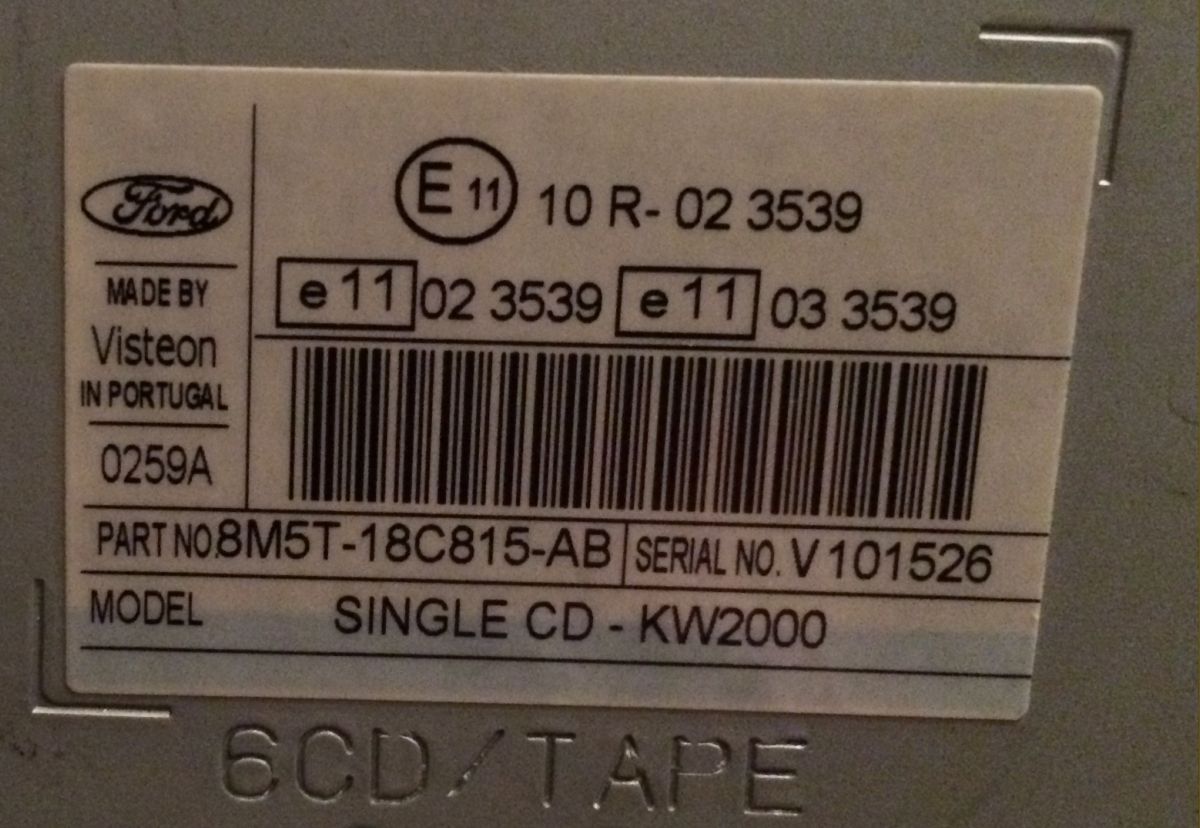 E 11 10 R- 02 3539
e 11 02 3539 e 11 03 3539
Ford
MADE BY
Visteon
IN PORTUGAL
0259A
PART NO.8M5T-18C815-AB SERIAL NO. V101526
MODEL SINGLE CD - KW2000
6CD/TAPE